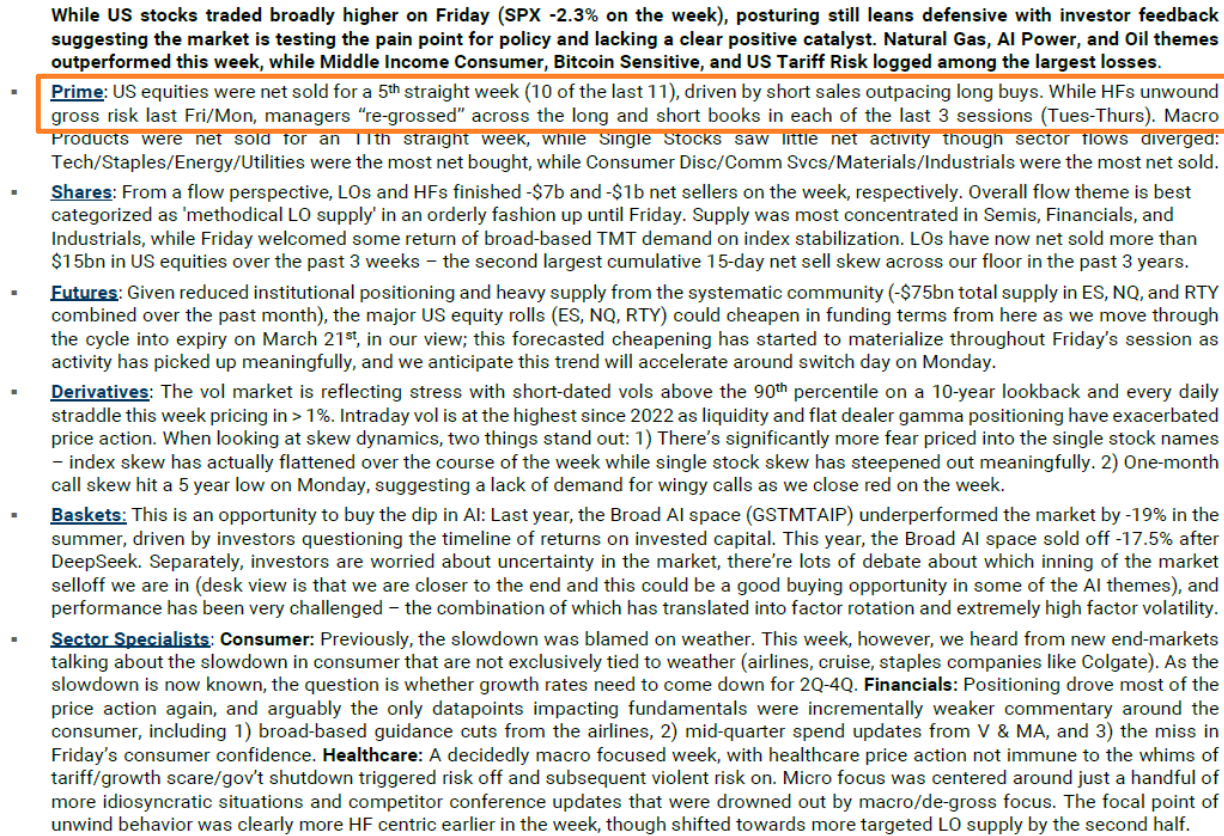 While US stocks traded broadly higher on Friday (SPX -2.3% on the week), posturing still leans defensive with investor feedback
suggesting the market is testing the pain point for policy and lacking a clear positive catalyst. Natural Gas, AI Power, and Oil themes
outperformed this week, while Middle Income Consumer, Bitcoin Sensitive, and US Tariff Risk logged among the largest losses.
▪ Prime: US equities were net sold for a 5th straight week (10 of the last 11), driven by short sales outpacing long buys. While HFs unwound
gross risk last Fri/Mon, managers “re-grossed” across the long and short books in each of the last 3 sessions (Tues-Thurs). Macro
Products were net sold for an 11th straight week, while Single Stocks saw little net activity though sector flows diverged:
Tech/Staples/Energy/Utilities were the most net bought, while Consumer Disc/Comm Svcs/Materials/Industrials were the most net sold.
▪ Shares: From a flow perspective, LOs and HFs finished -$7b and -$1b net sellers on the week, respectively. Overall flow theme is best
categorized as 'methodical LO supply' in an orderly fashion up until Friday. Supply was most concentrated in Semis, Financials, and
Industrials, while Friday welcomed some return of broad-based TMT demand on index stabilization. LOs have now net sold more than
$15bn in US equities over the past 3 weeks – the second largest cumulative 15-day net sell skew across our floor in the past 3 years.
▪ Futures: Given reduced institutional positioning and heavy supply from the systematic community (-$75bn total supply in ES, NQ, and RTY
combined over the past month), the major US equity rolls (ES, NQ, RTY) could cheapen in funding terms from here as we move through
the cycle into expiry on March 21st, in our view; this forecasted cheapening has started to materialize throughout Friday’s session as
activity has picked up meaningfully, and we anticipate this trend will accelerate around switch day on Monday.
▪ Derivatives: The vol market is reflecting stress with short-dated vols above the 90th percentile on a 10-year lookback and every daily
straddle this week pricing in > 1%. Intraday vol is at the highest since 2022 as liquidity and flat dealer gamma positioning have exacerbated
price action. When looking at skew dynamics, two things stand out: 1) There’s significantly more fear priced into the single stock names
– index skew has actually flattened over the course of the week while single stock skew has steepened out meaningfully. 2) One-month
call skew hit a 5 year low on Monday, suggesting a lack of demand for wingy calls as we close red on the week.
▪ Baskets: This is an opportunity to buy the dip in AI: Last year, the Broad AI space (GSTMTAIP) underperformed the market by -19% in the
summer, driven by investors questioning the timeline of returns on invested capital. This year, the Broad AI space sold off -17.5% after
DeepSeek. Separately, investors are worried about uncertainty in the market, there’re lots of debate about which inning of the market
selloff we are in (desk view is that we are closer to the end and this could be a good buying opportunity in some of the AI themes), and
performance has been very challenged – the combination of which has translated into factor rotation and extremely high factor volatility.
▪ Sector Specialists: Consumer: Previously, the slowdown was blamed on weather. This week, however, we heard from new end-markets
talking about the slowdown in consumer that are not exclusively tied to weather (airlines, cruise, staples companies like Colgate). As the
slowdown is now known, the question is whether growth rates need to come down for 2Q-4Q. Financials: Positioning drove most of the
price action again, and arguably the only datapoints impacting fundamentals were incrementally weaker commentary around the
consumer, including 1) broad-based guidance cuts from the airlines, 2) mid-quarter spend updates from V & MA, and 3) the miss in
Friday’s consumer confidence. Healthcare: A decidedly macro focused week, with healthcare price action not immune to the whims of
tariff/growth scare/gov’t shutdown triggered risk off and subsequent violent risk on. Micro focus was centered around just a handful of
more idiosyncratic situations and competitor conference updates that were drowned out by macro/de-gross focus. The focal point of
unwind behavior was clearly more HF centric earlier in the week, though shifted towards more targeted LO supply by the second half.